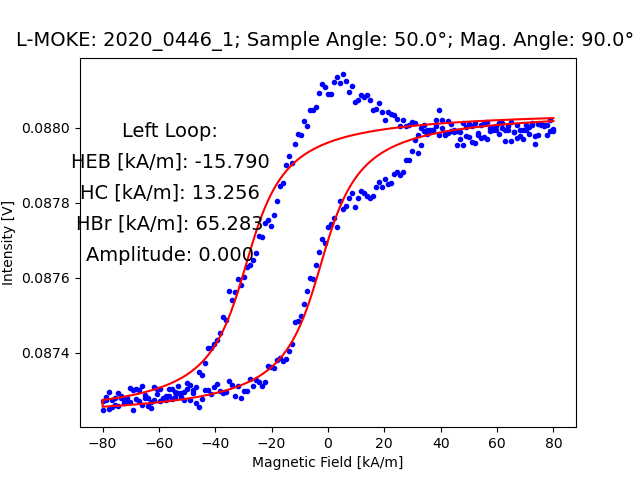 L-MOKE: 2020_0446_1; Sample Angle: 50.0°; Mag. Angle: 90.0°
Left Loop:
HEB [kA/m]: -15.790
HC [kA/m]: 13.256
HBr [kA/m]: 65.283
Amplitude: 0.000
Intensity [V]
0.0880
0.0878
0.0876
0.0874
−80 −60 −40 −20 0 20 40 60 80
Magnetic Field [kA/m]